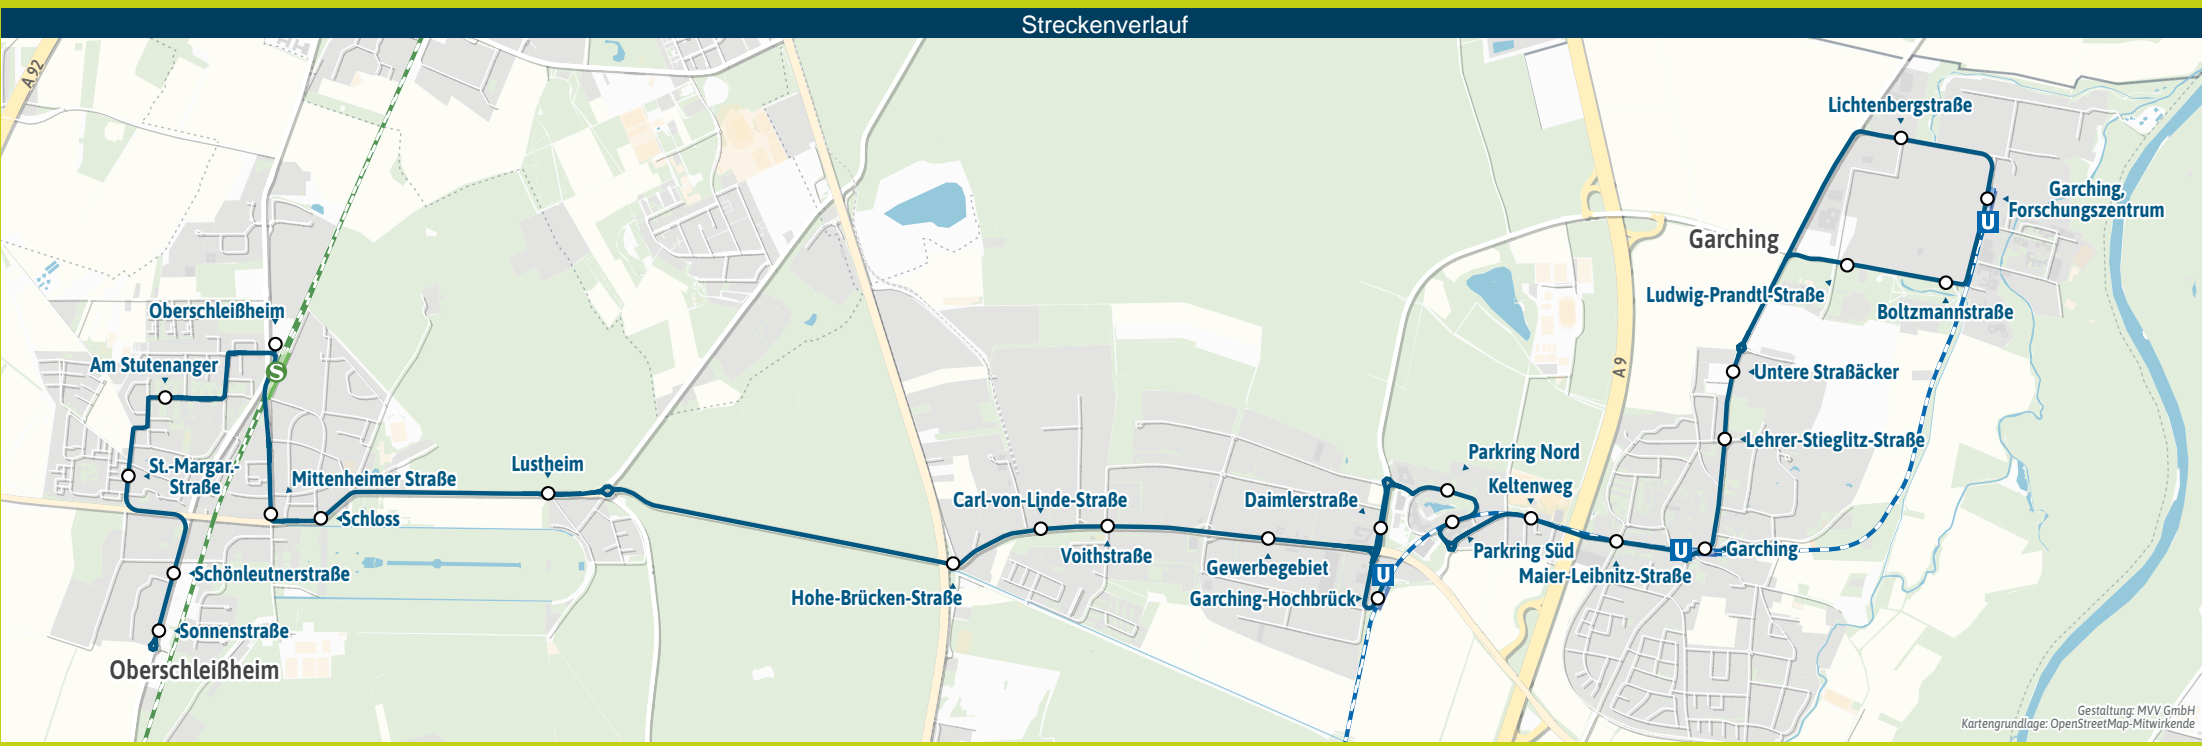 Streckenverlauf
A 92
Lichtenbergstraße
Garching,
Forschungszentrum
U
Garching
Ludwig-Prandtl-Straße
Boltzmannstraße
Oberschleißheim
Am Stutenanger
S
A 9
Untere Straßäcker
Lehrer-Stieglitz-Straße
St.-Margar.-
Straße
Mittenheimer Straße
Schloss
Lustheim
Carl-von-Linde-Straße
Voithstraße
Daimlerstraße
Parkring Nord
Keltenweg
Parkring Süd
Gewerbegebiet
U
Garching-Hochbrück
Hohe-Brücken-Straße
Maier-Leibnitz-Straße
U
Garching
Schönleutnerstraße
Sonnenstraße
Oberschleißheim
Gestaltung: MVV GmbH
Kartengrundlage: OpenStreetMap-Mitwirkende